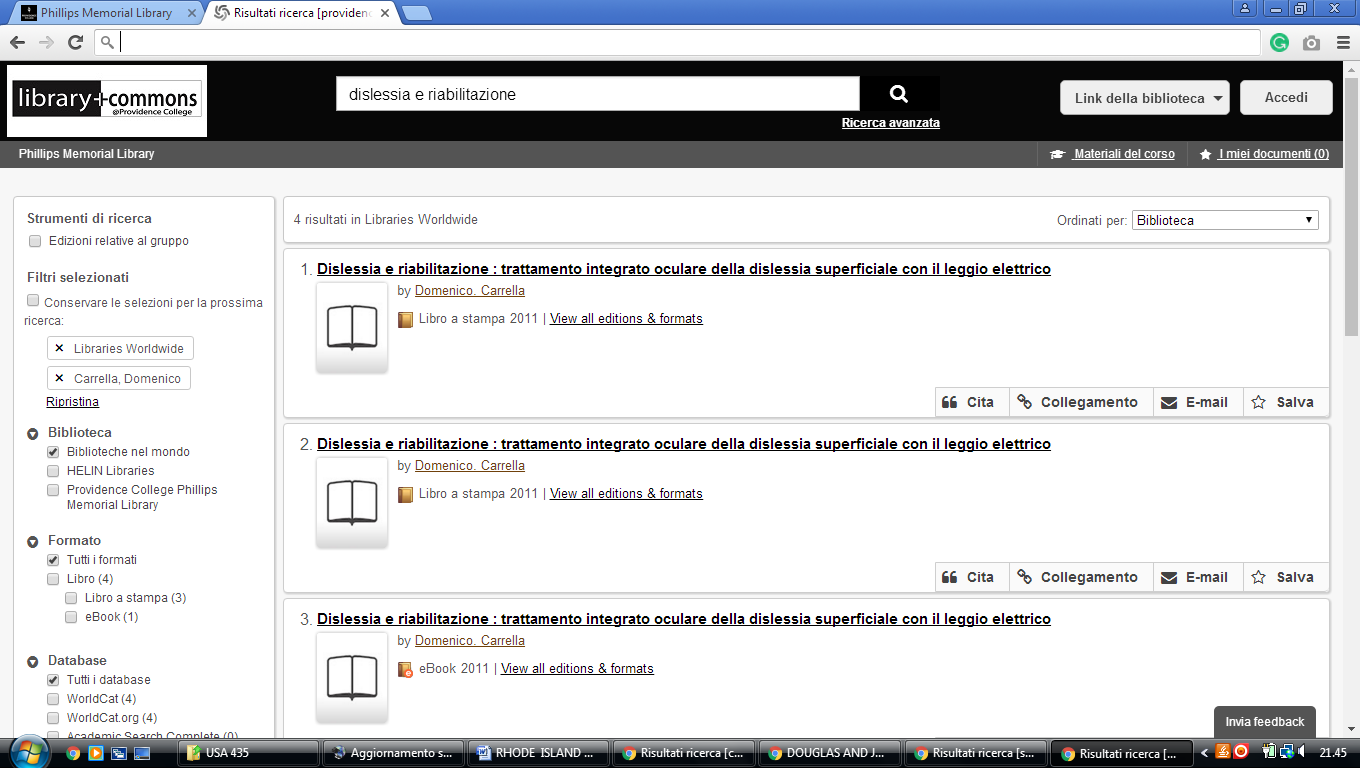 Phillips Memorial Library
Risultati ricerca [providenc
library+commons
@Providence College
dislessia e riabilitazione
Ricerca avanzata
Link della biblioteca
Accedi
Phillips Memorial Library
Materiali del corso
I miei documenti (0)
Strumenti di ricerca
Edizioni relative al gruppo
Filtri selezionati
Conservare le selezioni per la prossima
ricerca:
Libraries Worldwide
Carrella, Domenico
Ripristina
Biblioteca
Biblioteche nel mondo
HELIN Libraries
Providence College Phillips
Memorial Library
Formato
Tutti i formati
Libro (4)
Libro a stampa (3)
eBook (1)
Database
Tutti i database
WorldCat (4)
WorldCat.org (4)
Academic Search Complete (0)
4 risultati in Libraries Worldwide
Ordinati per: Biblioteca
1. Dislessia e riabilitazione : trattamento integrato oculare della dislessia superficiale con il leggio elettrico
by Domenico. Carrella
Libro a stampa 2011 | View all editions & formats
Cita Collegamento E-mail Salva
2. Dislessia e riabilitazione : trattamento integrato oculare della dislessia superficiale con il leggio elettrico
by Domenico. Carrella
Libro a stampa 2011 | View all editions & formats
Cita Collegamento E-mail Salva
3. Dislessia e riabilitazione : trattamento integrato oculare della dislessia superficiale con il leggio elettrico
by Domenico. Carrella
eBook 2011 | View all editions & formats
Invia feedback
USA 435
Aggiornamento s...
RHODE ISLAND ...
Risultati ricerca [c...
DOUGLAS AND J...
Risultati ricerca [s...
Risultati ricerca [...
21.45